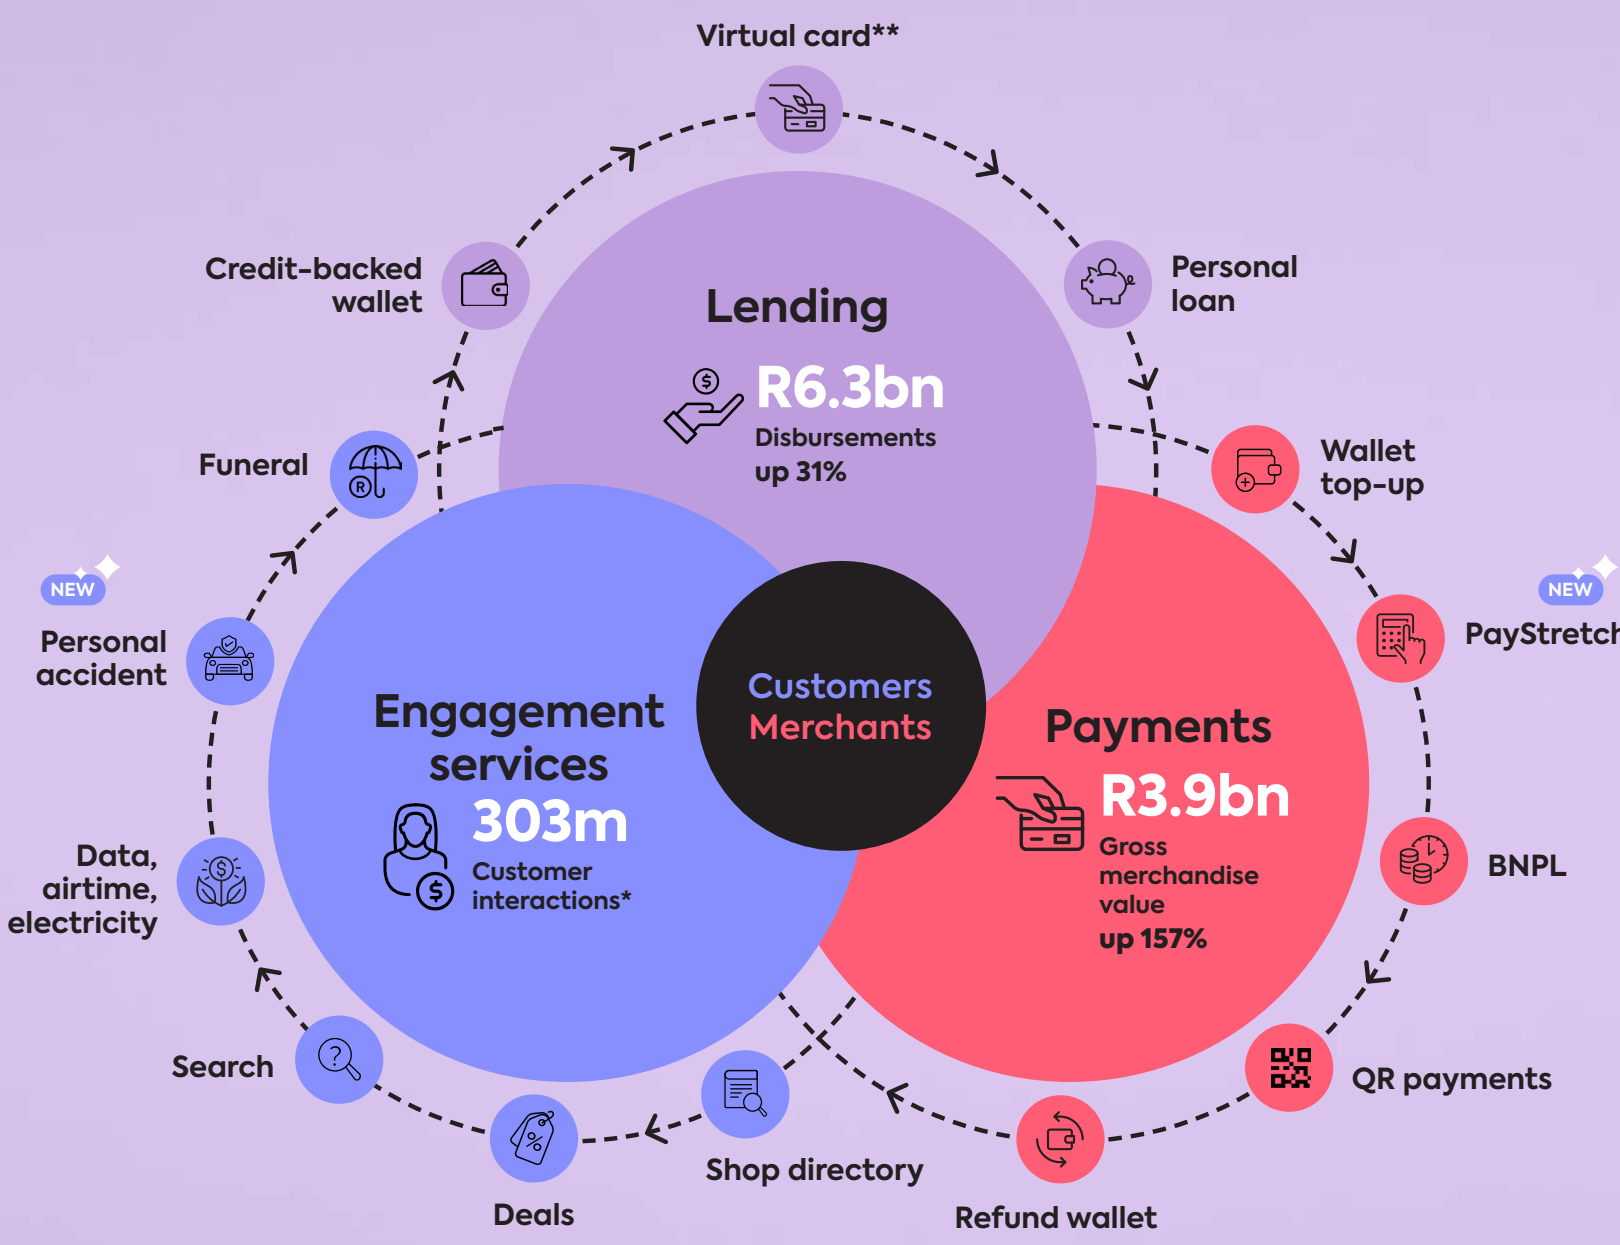 Virtual card**
Credit-backed
wallet
Personal
loan
Lending
R6.3bn
Disbursements
up 31%
Funeral
R
Wallet
top-up
NEW
Personal
accident
NEW
PayStretch
Customers
Merchants
Engagement
services
303m
Customer
interactions*
Payments
R3.9bn
Gross
merchandise
value
up 157%
Data,
airtime,
electricity
BNPL
Search
QR payments
Shop directory
Deals
Refund wallet